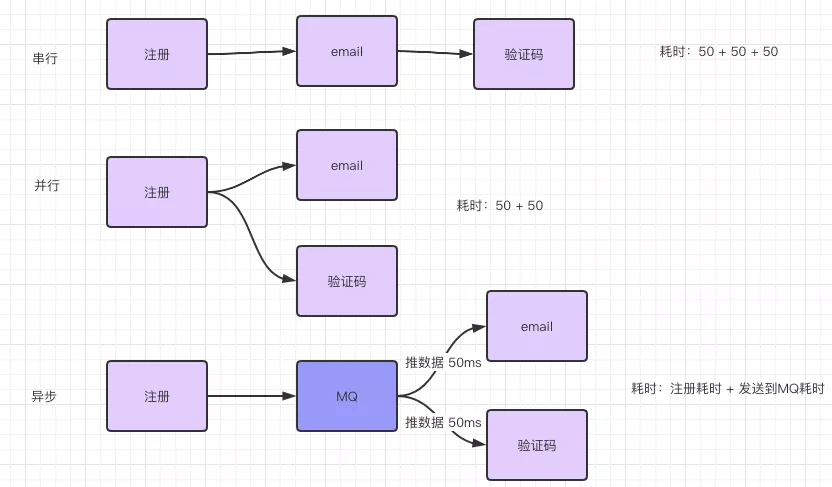 串行
注册
email
验证码
耗时：50 + 50 + 50
并行
注册
email
验证码
耗时：50 + 50
异步
注册
MQ
推数据 50ms
推数据 50ms
email
验证码
耗时：注册耗时 + 发送到MQ耗时